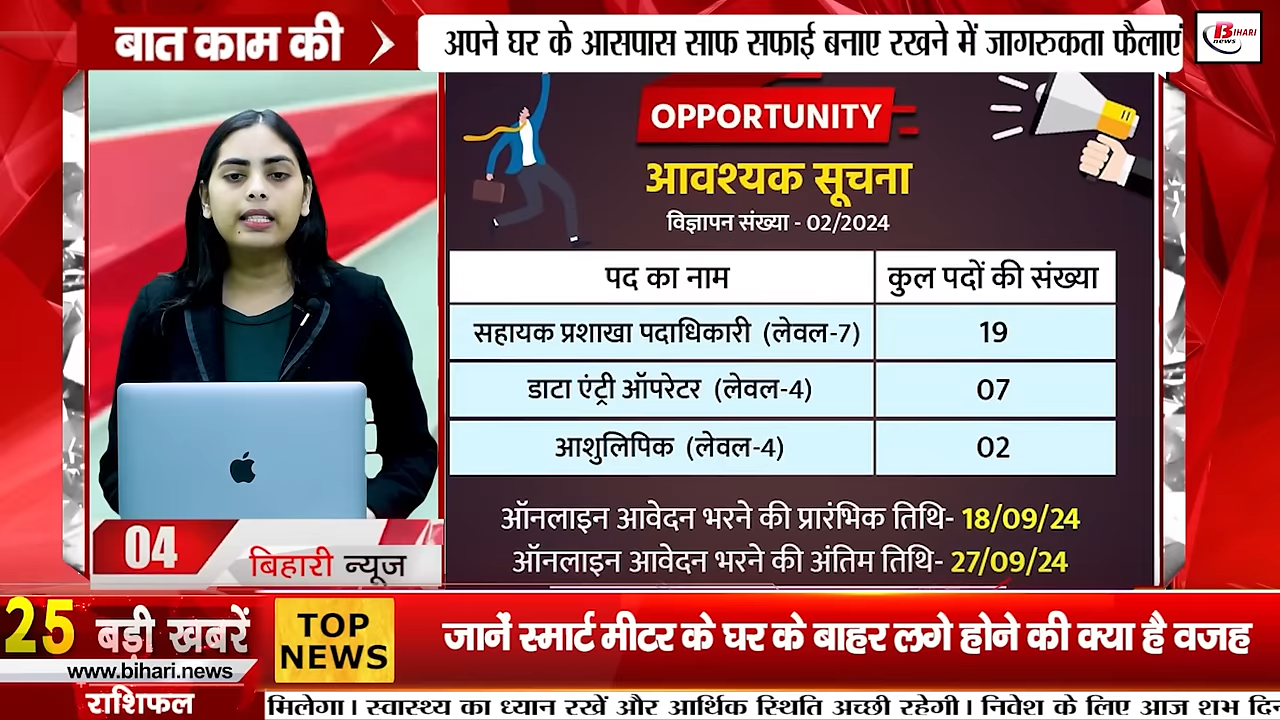 बात काम की
अपने घर के आसपास साफ सफाई बनाए रखने में जागरुकता फैलाएं
BIHARI
news
OPPORTUNITY
आवश्यक सूचना
विज्ञापन संख्या - 02/2024
पद का नाम कुल पदों की संख्या
सहायक प्रशाखा पदाधिकारी (लेवल-7) 19
डाटा एंट्री ऑपरेटर (लेवल-4) 07
आशुलिपिक (लेवल-4) 02
ऑनलाइन आवेदन भरने की प्रारंभिक तिथि- 18/09/24
ऑनलाइन आवेदन भरने की अंतिम तिथि- 27/09/24
04
बिहारी न्यूज
25 बड़ी खबरें
www.bihari.news
TOP
NEWS
जानें स्मार्ट मीटर के घर के बाहर लगे होने की क्या है वजह
राशिफल
मिलेगा। स्वास्थ्य का ध्यान रखें और आर्थिक स्थिति अच्छी रहेगी। निवेश के लिए आज शुभ दिन